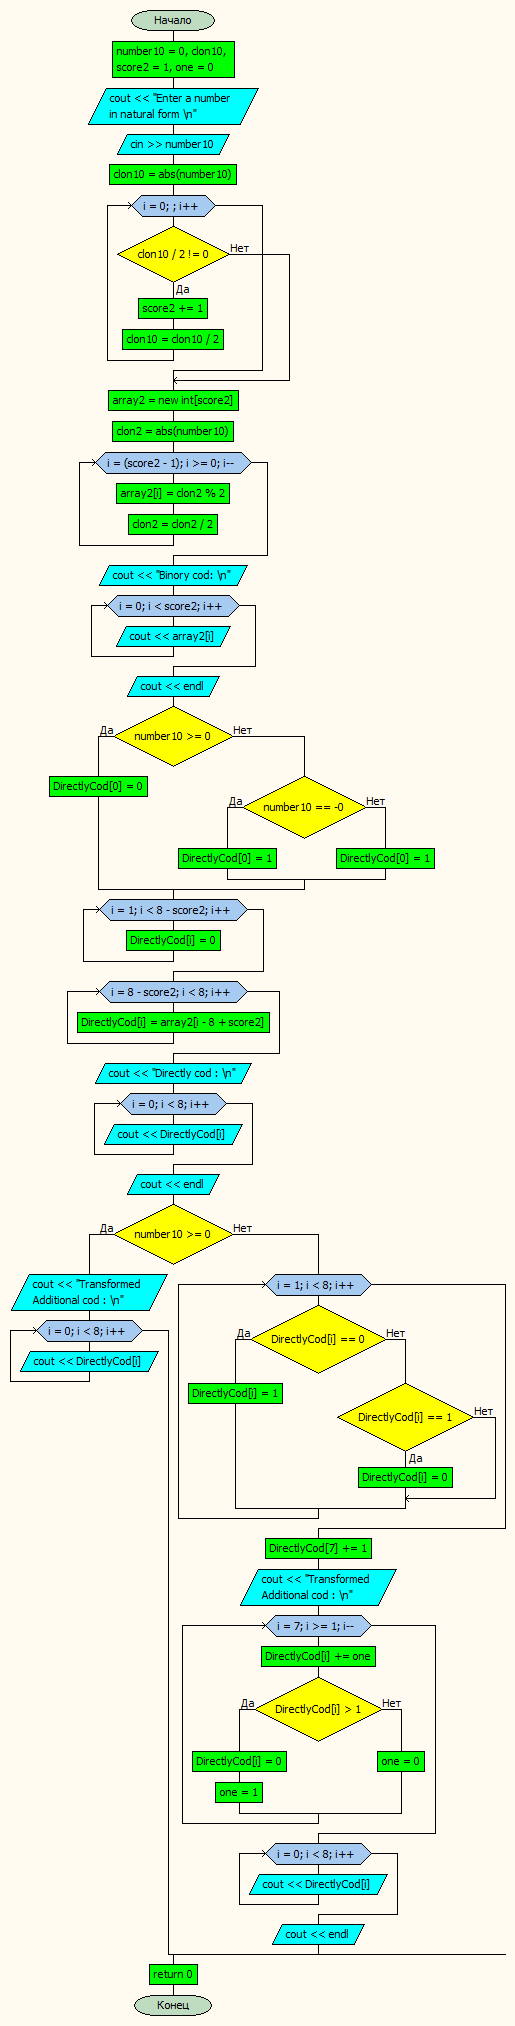 Начало
number10 = 0, clon10,
score2 = 1, one = 0
cout << "Enter a number
in natural form \n"
cin >> number10
clon10 = abs(number10)
i = 0; ; i++
clon10 / 2 != 0
Нет
Да
score2 += 1
clon10 = clon10 / 2
array2 = new int[score2]
clon2 = abs(number10)
i = (score2 - 1); i >= 0; i--
array2[i] = clon2 % 2
clon2 = clon2 / 2
cout << "Binary cod: \n"
i = 0; i < score2; i++
cout << array2[i]
cout << endl
Да
number10 >= 0
Нет
DirectlyCod[0] = 0
Да
number10 == -0
Нет
DirectlyCod[0] = 1
DirectlyCod[0] = 1
i = 1; i < 8 - score2; i++
DirectlyCod[i] = 0
i = 8 - score2; i < 8; i++
DirectlyCod[i] = array2[i - 8 + score2]
cout << "Directly cod : \n"
i = 0; i < 8; i++
cout << DirectlyCod[i]
cout << endl
Да
number10 >= 0
Нет
cout << "Transformed
Additional cod : \n"
i = 0; i < 8; i++
cout << DirectlyCod[i]
i = 1; i < 8; i++
Да
DirectlyCod[i] == 0
Нет
DirectlyCod[i] = 1
DirectlyCod[i] == 1
Нет
Да
DirectlyCod[i] = 0
DirectlyCod[7] += 1
cout << "Transformed
Additional cod : \n"
i = 7; i >= 1; i--
DirectlyCod[i] += one
Да
DirectlyCod[i] > 1
Нет
DirectlyCod[i] = 0
one = 0
one = 1
i = 0; i < 8; i++
cout << DirectlyCod[i]
cout << endl
return 0
Конец